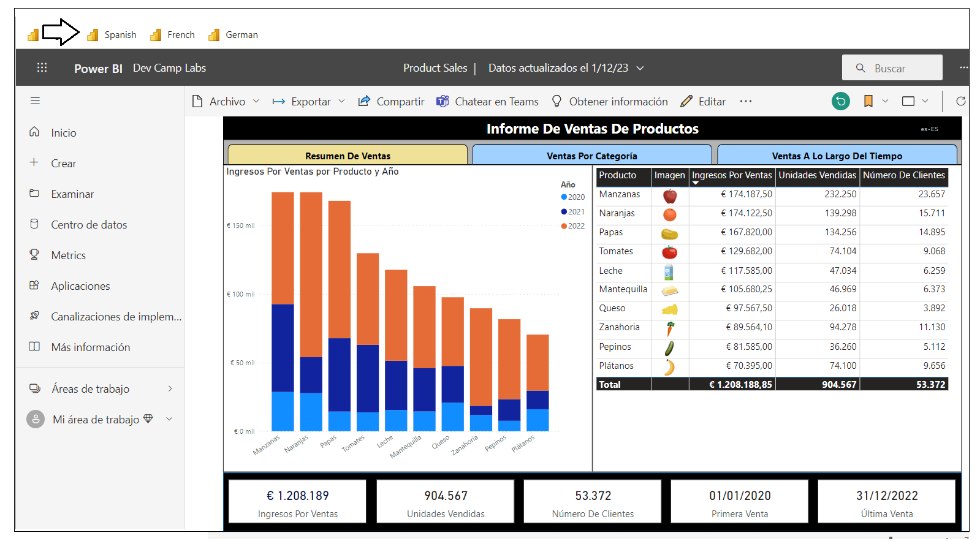 Spanish French German
Power BI Dev Camp Labs Product Sales | Datos actualizados el 1/12/23 Buscar
Archivo Exportar Compartir Chatear en Teams Obtener información Editar ...
Inicio
Crear
Examinar
Centro de datos
Metrics
Aplicaciones
Canalizaciones de implem...
Más información
Áreas de trabajo
Mi área de trabajo
Informe De Ventas De Productos
es-ES
Resumen De Ventas Ventas Por Categoría Ventas A Lo Largo Del Tiempo
Ingresos Por Ventas por Producto y Año
Año
2020
2021
2022
€ 150 mil
€ 100 mil
€ 50 mil
€ 0 mil
Manzanas Naranjas Papas Tomates Leche Mantequilla Queso Zanahoria Pepinos Plátanos
Producto Imagen Ingresos Por Ventas Unidades Vendidas Número De Clientes
Manzanas € 174.187,50 232.250 23.657
Naranjas € 174.122,50 139.298 15.711
Papas € 167.820,00 134.256 14.895
Tomates € 129.682,00 74.104 9.068
Leche € 117.585,00 47.034 6.259
Mantequilla € 105.680,25 46.969 6.373
Queso € 97.567,50 26.018 3.892
Zanahoria € 89.564,10 94.278 11.130
Pepinos € 81.585,00 36.260 5.112
Plátanos € 70.395,00 74.100 9.656
Total € 1.208.188,85 904.567 53.372
€ 1.208.189 904.567 53.372 01/01/2020 31/12/2022
Ingresos Por Ventas Unidades Vendidas Número De Clientes Primera Venta Última Venta